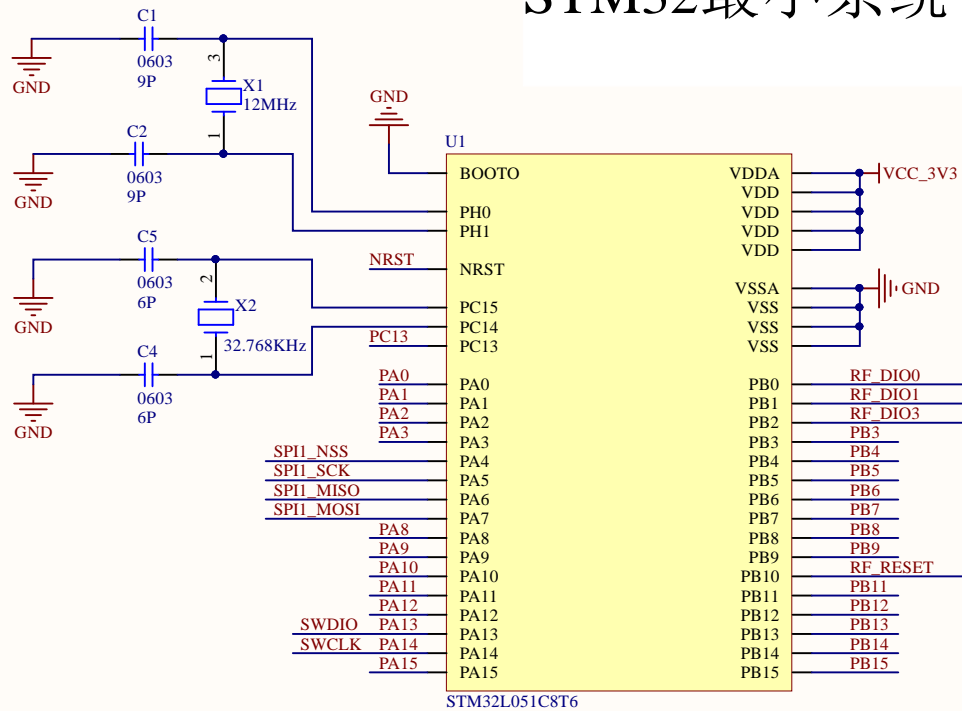 STM32最小系统
C1
0603
9P
GND
3
X1
12MHz
1
C2
0603
9P
GND
C5
0603
6P
GND
2
X2
32.768KHz
1
C4
0603
6P
GND
GND
U1
BOOTO
PH0
PH1
NRST NRST
PC15
PC14
PC13 PC13
PA0 PA0
PA1 PA1
PA2 PA2
PA3 PA3
SPI1_NSS PA4
SPI1_SCK PA5
SPI1_MISO PA6
SPI1_MOSI PA7
PA8 PA8
PA9 PA9
PA10 PA10
PA11 PA11
PA12 PA12
SWDIO PA13 PA13
SWCLK PA14 PA14
PA15 PA15
VDDA VCC_3V3
VDD
VDD
VDD
VDD
VSSA GND
VSS
VSS
VSS
PB0 RF_DIO0
PB1 RF_DIO1
PB2 RF_DIO3
PB3 PB3
PB4 PB4
PB5 PB5
PB6 PB6
PB7 PB7
PB8 PB8
PB9 PB9
PB10 RF_RESET
PB11 PB11
PB12 PB12
PB13 PB13
PB14 PB14
PB15 PB15
STM32L051C8T6